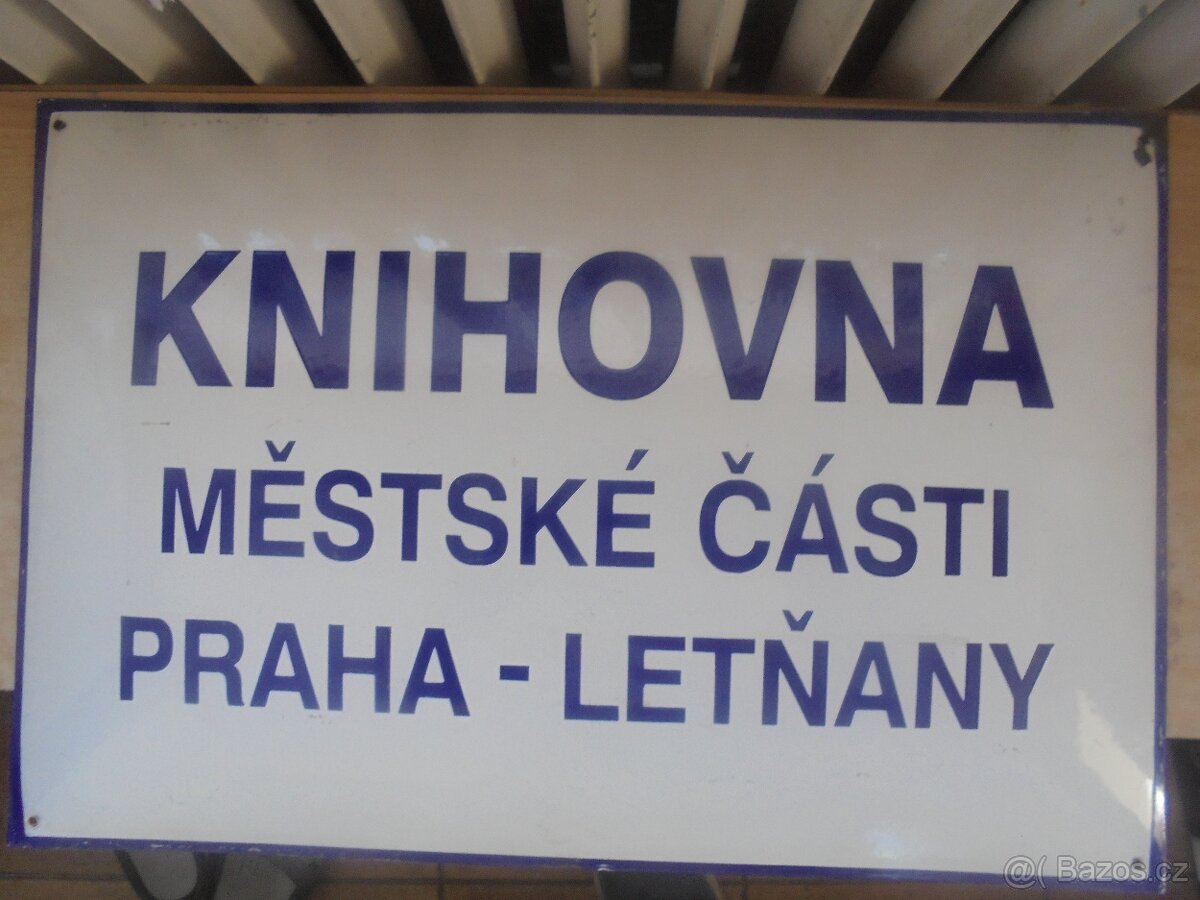 KNIHOVNA
MĚSTSKÉ ČÁSTI
PRAHA - LETŇANY
@( Bazos.cz